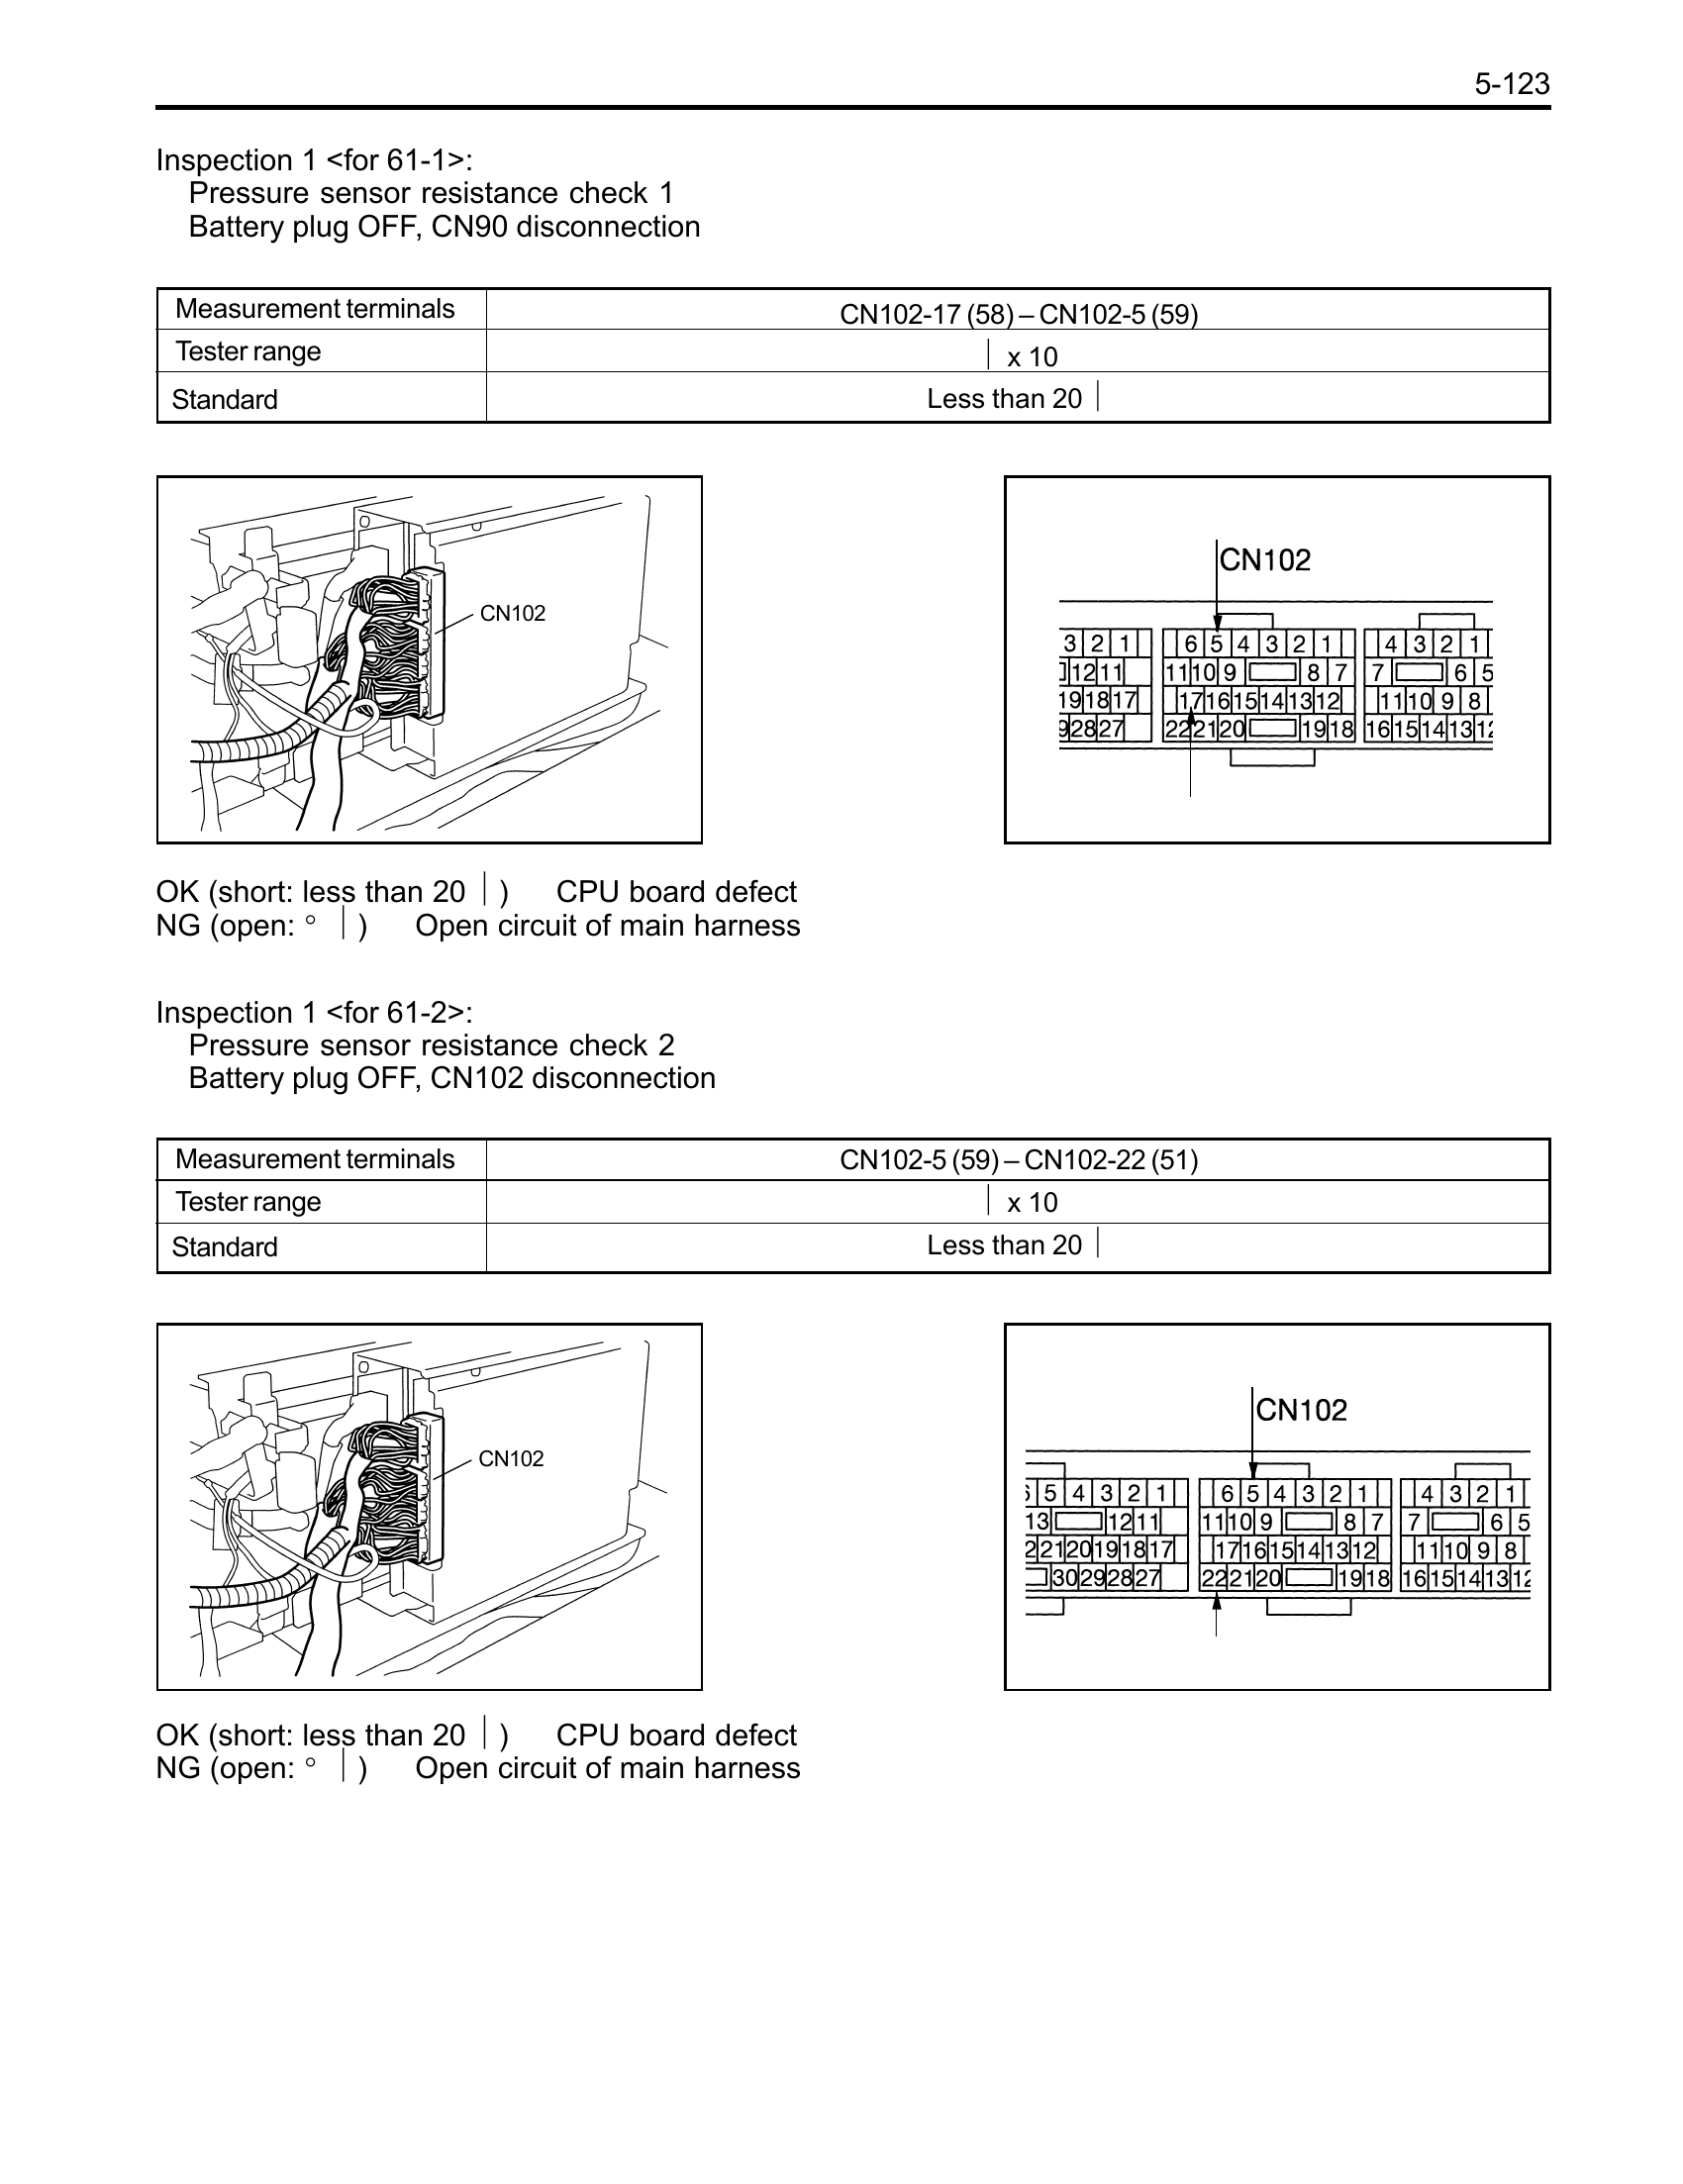 5-123
Inspection 1 <for 61-1>:
Pressure sensor resistance check 1
Battery plug OFF, CN90 disconnection
Measurement terminals CN102-17 (58) – CN102-5 (59)
Tester range | x 10
Standard Less than 20 |
CN102
CN102
3 2 1 6 5 4 3 2 1 4 3 2 1
12 11 11 10 9 8 7 7 6 5
19 18 17 17 16 15 14 13 12 11 10 9 8
9 28 27 22 21 20 19 18 16 15 14 13 12
OK (short: less than 20 | ) CPU board defect
NG (open: ° | ) Open circuit of main harness
Inspection 1 <for 61-2>:
Pressure sensor resistance check 2
Battery plug OFF, CN102 disconnection
Measurement terminals CN102-5 (59) – CN102-22 (51)
Tester range | x 10
Standard Less than 20 |
CN102
CN102
5 4 3 2 1 6 5 4 3 2 1 4 3 2 1
13 12 11 11 10 9 8 7 7 6 5
2 21 20 19 18 17 17 16 15 14 13 12 11 10 9 8
30 29 28 27 22 21 20 19 18 16 15 14 13 12
OK (short: less than 20 | ) CPU board defect
NG (open: ° | ) Open circuit of main harness